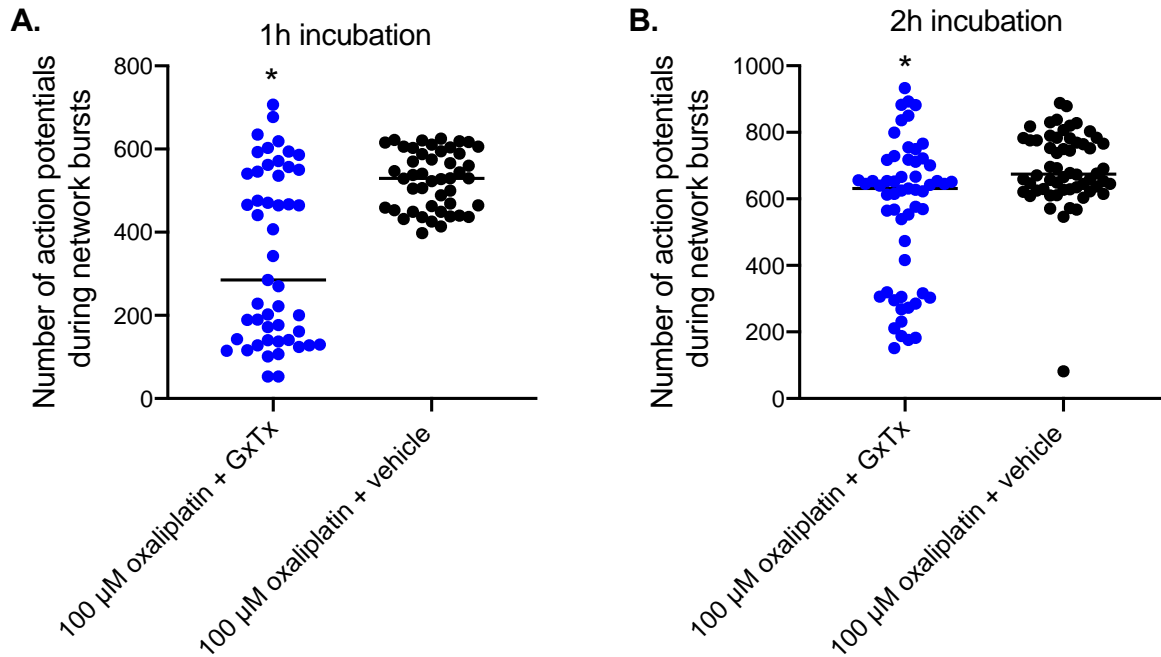 A.
1h incubation
*
800
600
400
200
0
Number of action potentials
during network bursts
100 µM oxaliplatin + GxTx
100 µM oxaliplatin + vehicle
B.
2h incubation
*
1000
800
600
400
200
0
Number of action potentials
during network bursts
100 µM oxaliplatin + GxTx
100 µM oxaliplatin + vehicle